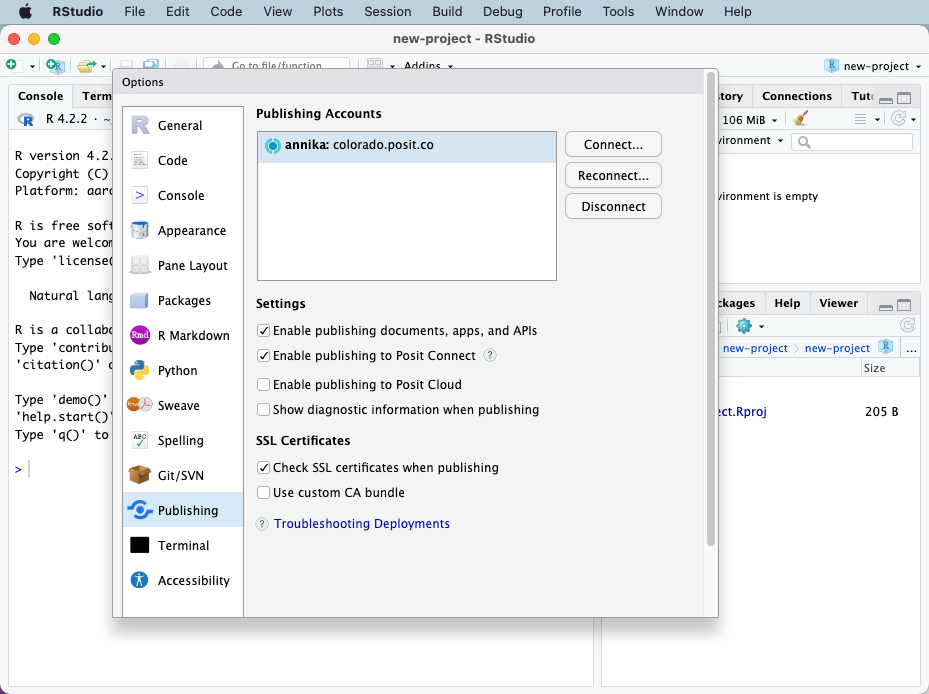 RStudio File Edit Code View Plots Session Build Debug Profile Tools Window Help
new-project - RStudio
Go to file/function
Addins
new-project
Options
Console Term
R 4.2.2 · ~
R version 4.2.
Copyright (C)
Platform: aar
R is free soft
You are welcom
Type 'license(
Natural lang
R is a collabo
Type 'contribu
'citation()' o
Type 'demo()'
'help.start()'
Type 'q()' to
>
General
Code
Console
Appearance
Pane Layout
Packages
Rmd R Markdown
Python
Sweave
ABC Spelling
Git/SVN
Publishing
Terminal
Accessibility
Publishing Accounts
annika: colorado.posit.co
Connect...
Reconnect...
Disconnect
Settings
Enable publishing documents, apps, and APIs
Enable publishing to Posit Connect ?
Enable publishing to Posit Cloud
Show diagnostic information when publishing
SSL Certificates
Check SSL certificates when publishing
Use custom CA bundle
? Troubleshooting Deployments
story Connections Tut
106 MiB
vironment
vironment is empty
ckages Help Viewer
new-project > new-project ...
Size
ect.Rproj 205 B